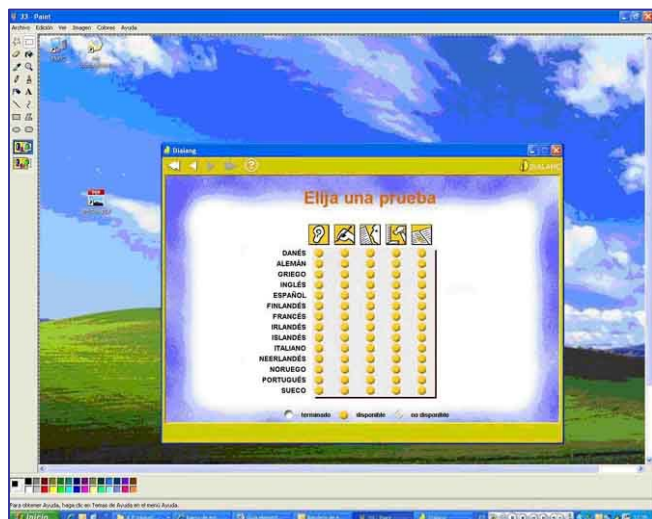 33 - Paint
Archivo Edición Ver Imagen Colores Ayuda
Dialang
DIALANG
Elija una prueba
DANÉS
ALEMÁN
GRIEGO
INGLÉS
ESPAÑOL
FINLANDÉS
FRANCÉS
IRLANDÉS
ISLANDÉS
ITALIANO
NEERLANDÉS
NORUEGO
PORTUGUÉS
SUECO
terminado disponible no disponible
Para obtener Ayuda, haga clic en Temas de Ayuda en el menú Ayuda.
Inicio